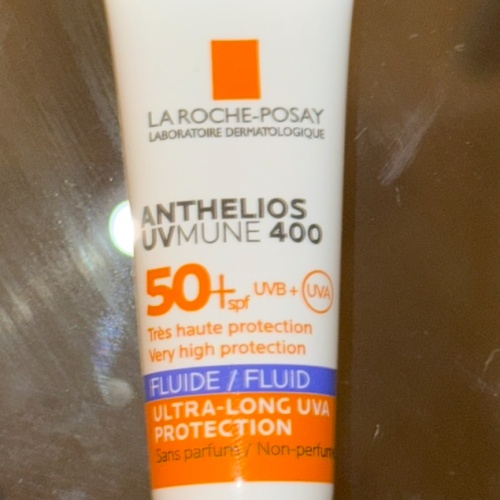 LA ROCHE-POSAY
LABORATOIRE DERMATOLOGIQUE
ANTHELIOS
UVMUNE 400
50+ spf UVB + UVA
Très haute protection
Very high protection
FLUIDE / FLUID
ULTRA-LONG UVA
PROTECTION
Sans parfum / Non-perfum